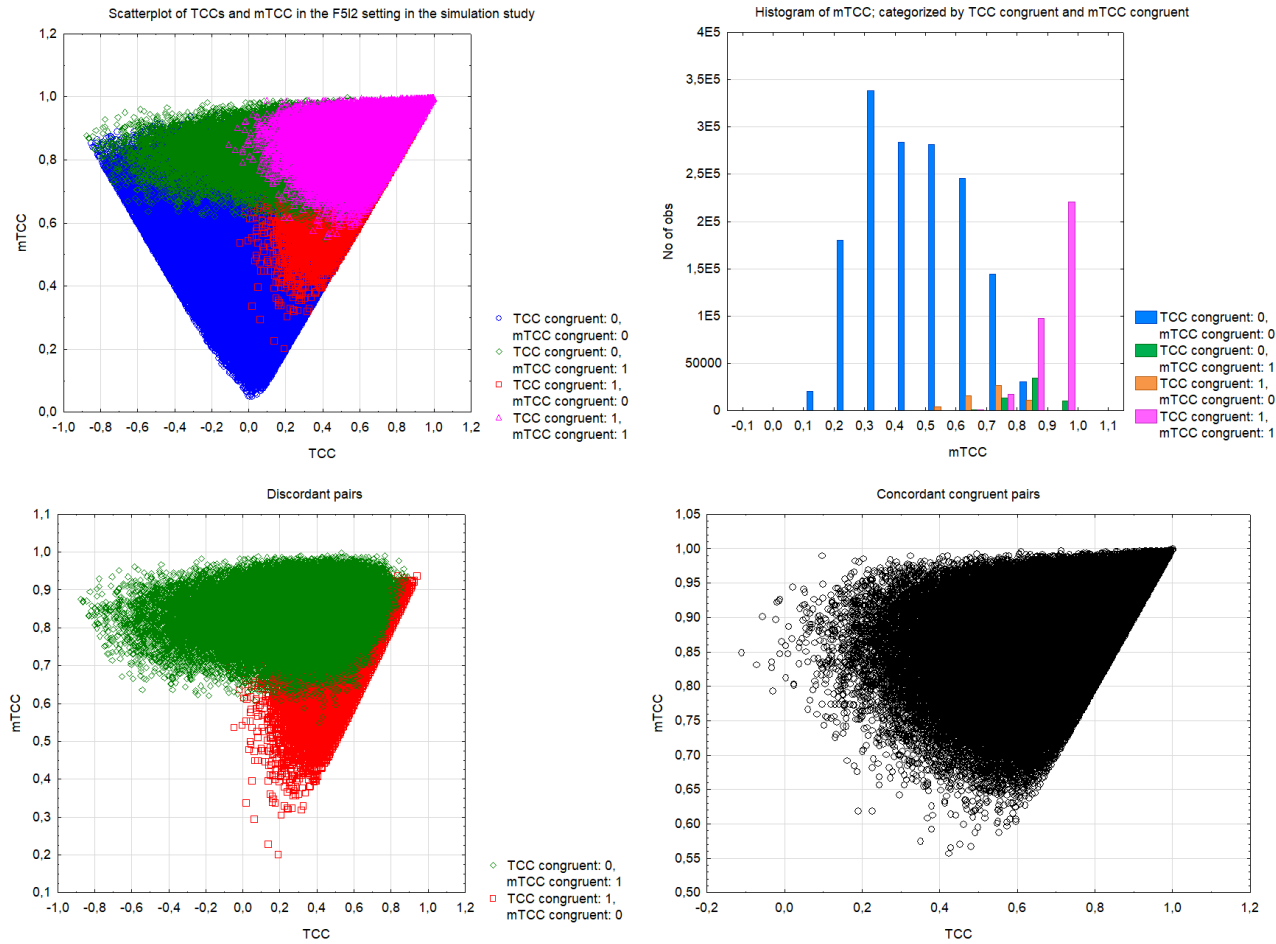 Scatterplot of TCCs and mTCC in the F5I2 setting in the simulation study
1,2
1,0
0,8
0,6
0,4
0,2
0,0
mTCC
-1,0 -0,8 -0,6 -0,4 -0,2 0,0 0,2 0,4 0,6 0,8 1,0 1,2
TCC
TCC congruent: 0,
mTCC congruent: 0
TCC congruent: 0,
mTCC congruent: 1
TCC congruent: 1,
mTCC congruent: 0
TCC congruent: 1,
mTCC congruent: 1
Histogram of mTCC; categorized by TCC congruent and mTCC congruent
4E5
3,5E5
3E5
2,5E5
2E5
1,5E5
1E5
50000
0
No of obs
-0,1 0,0 0,1 0,2 0,3 0,4 0,5 0,6 0,7 0,8 0,9 1,0 1,1
mTCC
TCC congruent: 0,
mTCC congruent: 0
TCC congruent: 0,
mTCC congruent: 1
TCC congruent: 1,
mTCC congruent: 0
TCC congruent: 1,
mTCC congruent: 1
Discordant pairs
1,1
1,0
0,9
0,8
0,7
0,6
0,5
0,4
0,3
0,2
0,1
mTCC
-1,0 -0,8 -0,6 -0,4 -0,2 0,0 0,2 0,4 0,6 0,8 1,0 1,2
TCC
TCC congruent: 0,
mTCC congruent: 1
TCC congruent: 1,
mTCC congruent: 0
Concordant congruent pairs
1,05
1,00
0,95
0,90
0,85
0,80
0,75
0,70
0,65
0,60
0,55
0,50
mTCC
-0,2 0,0 0,2 0,4 0,6 0,8 1,0 1,2
TCC